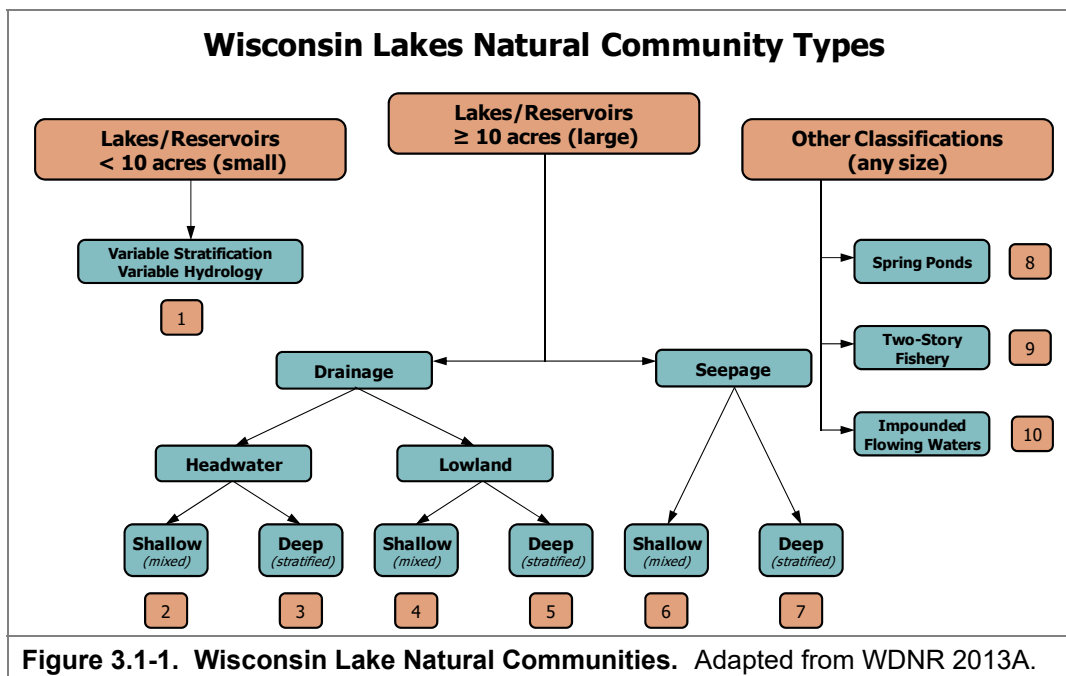 Wisconsin Lakes Natural Community Types
Lakes/Reservoirs
< 10 acres (small)
Lakes/Reservoirs
≥ 10 acres (large)
Other Classifications
(any size)
Variable Stratification
Variable Hydrology
1
Spring Ponds
8
Two-Story
Fishery
9
Impounded
Flowing Waters
10
Drainage
Seepage
Headwater
Lowland
Shallow
(mixed)
Deep
(stratified)
Shallow
(mixed)
Deep
(stratified)
Shallow
(mixed)
Deep
(stratified)
2
3
4
5
6
7
Figure 3.1-1. Wisconsin Lake Natural Communities. Adapted from WDNR 2013A.